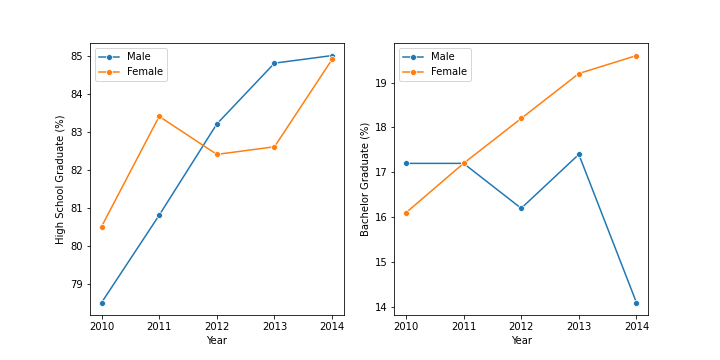 Male
Female
High School Graduate (%)
85
84
83
82
81
80
79
2010 2011 2012 2013 2014
Year
Male
Female
Bachelor Graduate (%)
19
18
17
16
15
14
2010 2011 2012 2013 2014
Year